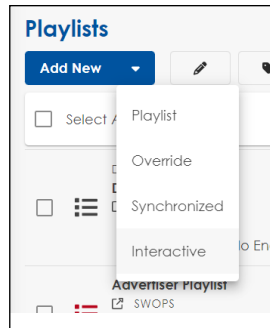 Playlists
Add New
Select
Playlist
Override
Synchronized
Interactive
Advertiser Playlist
SWOPS